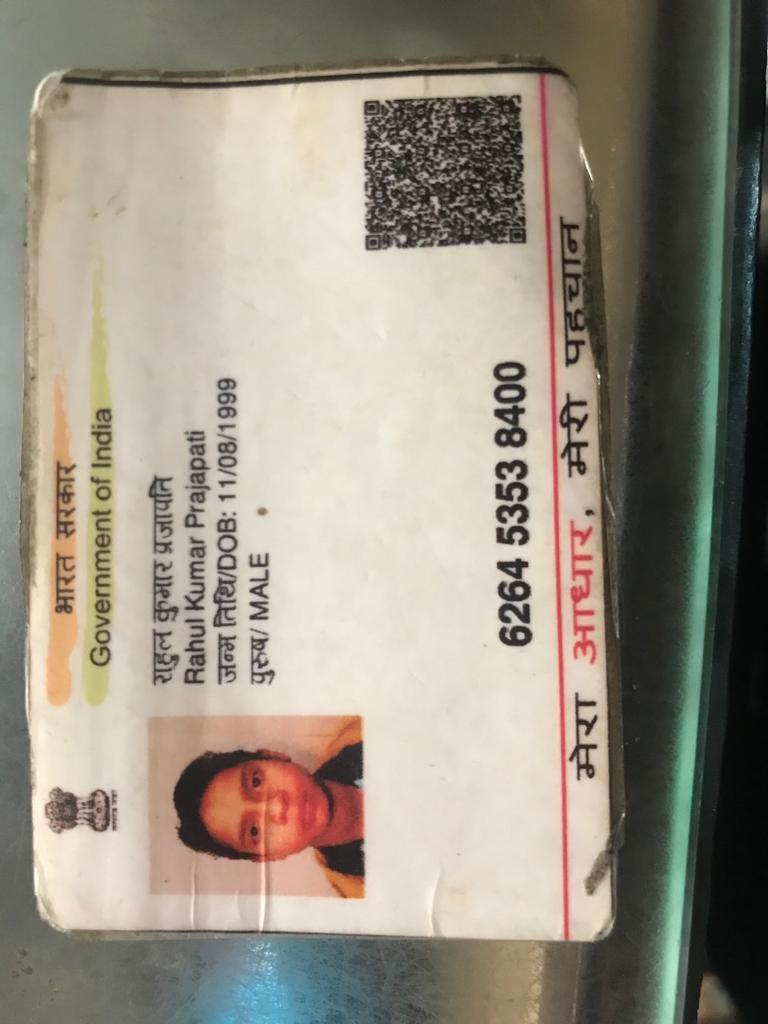 भारत सरकार
Government of India
राहुल कुमार प्रजापति
Rahul Kumar Prajapati
जन्म तिथि/DOB: 11/08/1999
पुरुष/ MALE
6264 5353 8400
मेरा आधार, मेरी पहचान